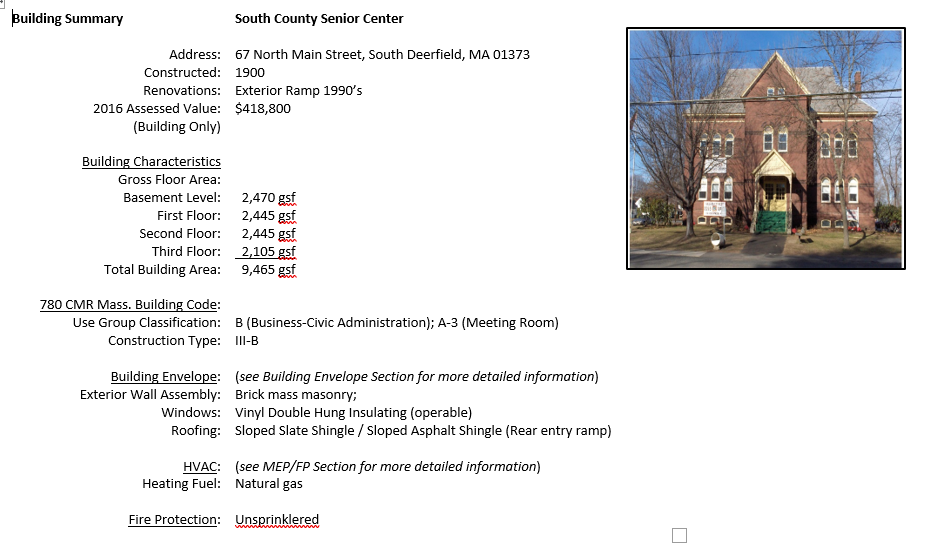 Building Summary South County Senior Center
Address: 67 North Main Street, South Deerfield, MA 01373
Constructed: 1900
Renovations: Exterior Ramp 1990's
2016 Assessed Value: $418,800
(Building Only)
Building Characteristics
Gross Floor Area:
Basement Level: 2,470 gsf
First Floor: 2,445 gsf
Second Floor: 2,445 gsf
Third Floor: 2,105 gsf
Total Building Area: 9,465 gsf
780 CMR Mass. Building Code:
Use Group Classification: B (Business-Civic Administration); A-3 (Meeting Room)
Construction Type: III-B
Building Envelope: (see Building Envelope Section for more detailed information)
Exterior Wall Assembly: Brick mass masonry;
Windows: Vinyl Double Hung Insulating (operable)
Roofing: Sloped Slate Shingle / Sloped Asphalt Shingle (Rear entry ramp)
HVAC: (see MEP/FP Section for more detailed information)
Heating Fuel: Natural gas
Fire Protection: Unsprinklered